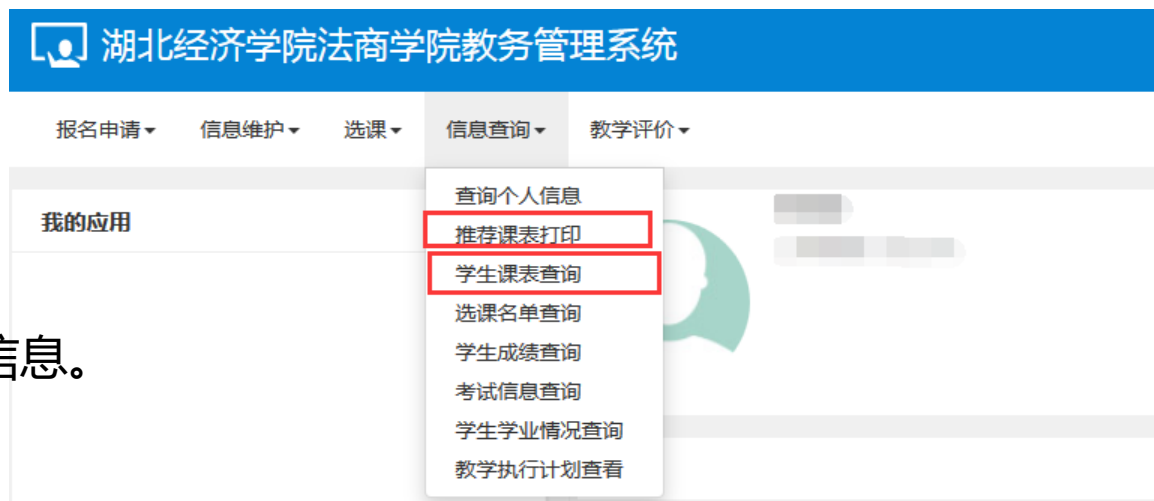 湖北经济学院法商学院教务管理系统
报名申请 信息维护 选课 信息查询 教学评价
我的应用
查询个人信息
推荐课表打印
学生课表查询
选课名单查询
学生成绩查询
考试信息查询
学生学业情况查询
教学执行计划查看
信息。